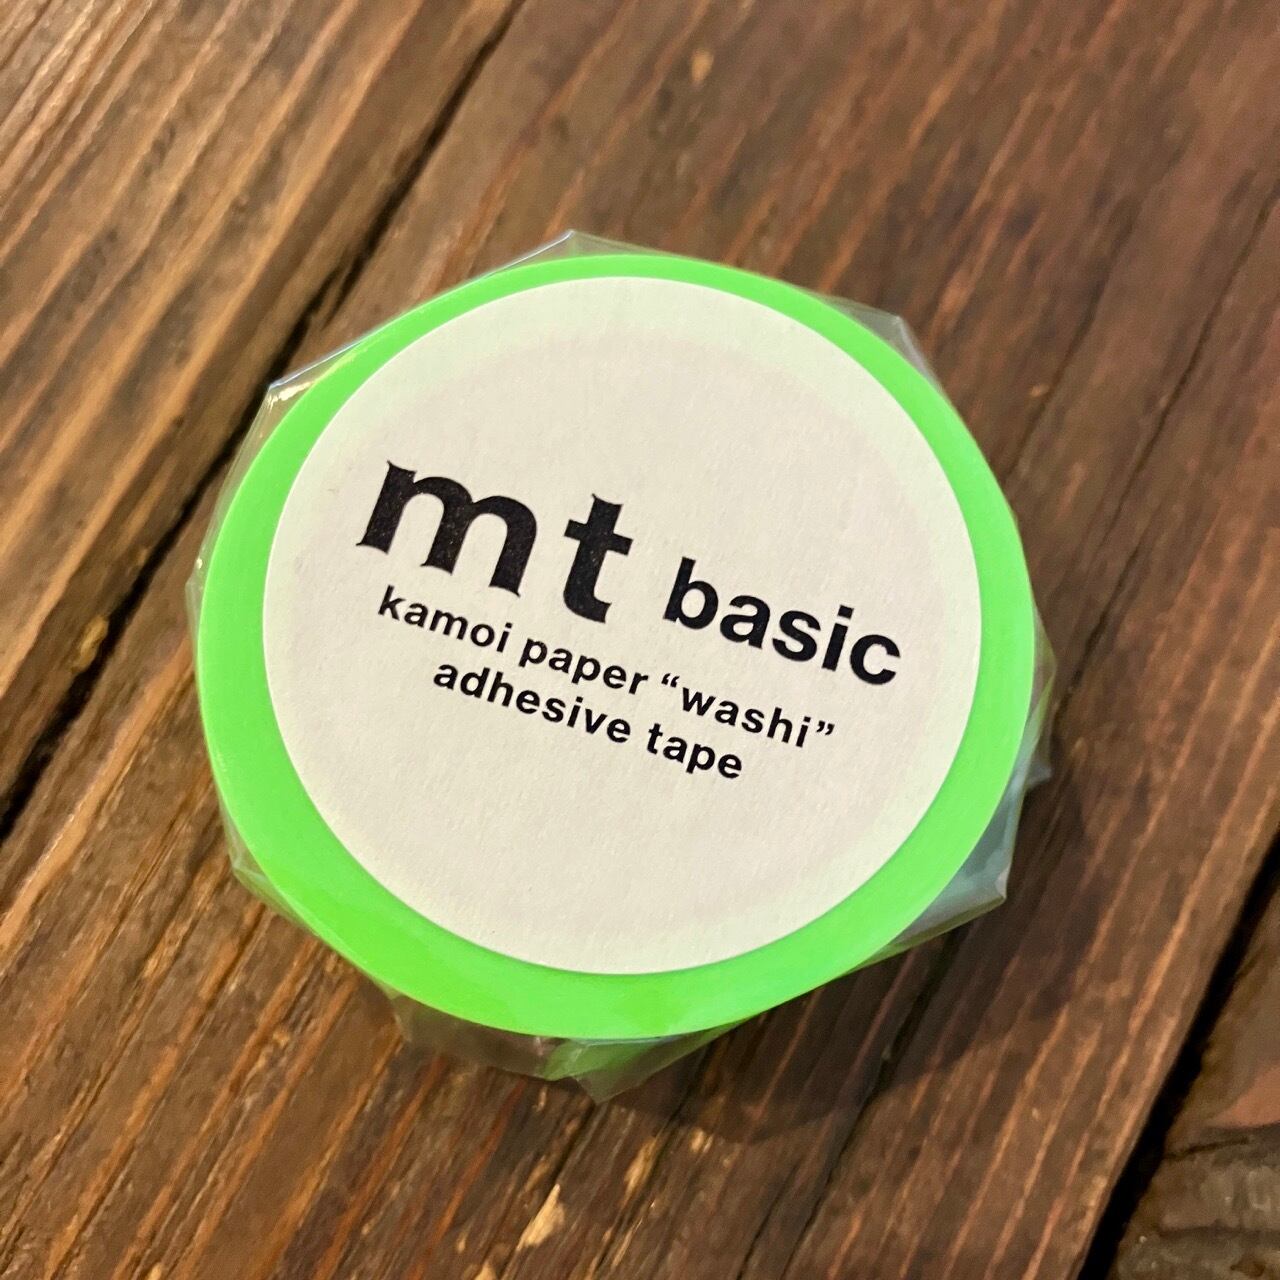 mt basic
kamoi paper “washi”
adhesive tape